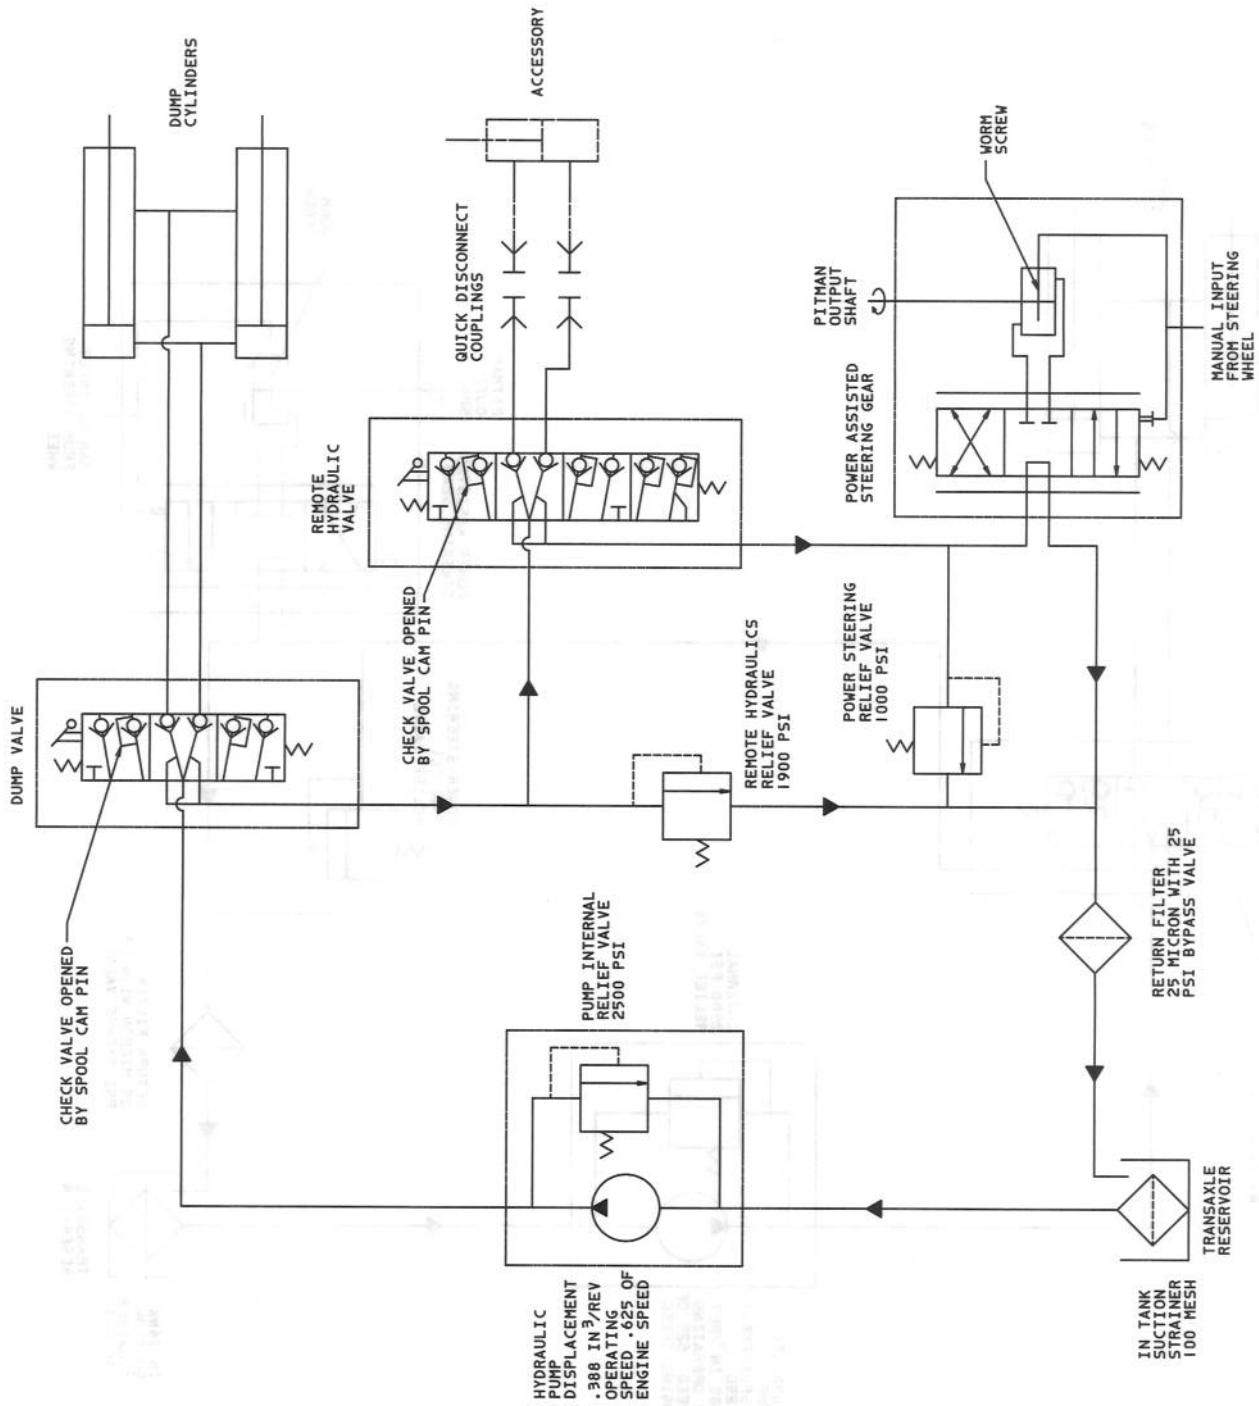 DUMP VALVE
CHECK VALVE OPENED
BY SPOOL CAM PIN
DUMP
CYLINDERS
REMOTE
HYDRAULIC
VALVE
CHECK VALVE OPENED
BY SPOOL CAM PIN
QUICK DISCONNECT
COUPLINGS
ACCESSORY
HYDRAULIC
PUMP
DISPLACEMENT
.388 IN³/REV
OPERATING
SPEED .625 OF
ENGINE SPEED
PUMP INTERNAL
RELIEF VALVE
2500 PSI
REMOTE HYDRAULICS
RELIEF VALVE
1900 PSI
POWER STEERING
RELIEF VALVE
1000 PSI
POWER ASSISTED
STEERING GEAR
PITMAN
OUTPUT
SHAFT
WORM
SCREW
MANUAL INPUT
FROM STEERING
WHEEL
RETURN FILTER
25 MICRON WITH 25
PSI BYPASS VALVE
IN TANK
SUCTION
STRAINER
100 MESH
TRANSAXLE
RESERVOIR